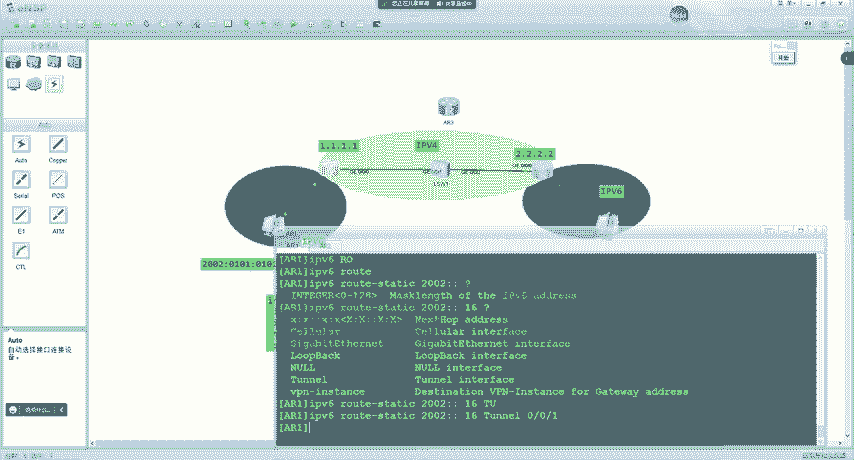 Auto
Copper
Serial
POS
E1
ATM
CTL
Auto
自动选择接口连接设备。
1.1.1.1
IPV4
2.2.2.2
IPV6
2002:0101:0101
[AR1]ipv6 RO
[AR1]ipv6 route
[AR1]ipv6 route-static 2002:: ?
INTEGER<0-128> Masklength of the IPv6 address
[AR1]ipv6 route-static 2002:: 16 ?
X:X::X:X<X:X::X:X> NextHop address
Cellular Cellular interface
GigabitEthernet GigabitEthernet interface
LoopBack LoopBack interface
NULL NULL interface
Tunnel Tunnel interface
vpn-instance Destination VPN-Instance for Gateway address
[AR1]ipv6 route-static 2002:: 16 TU
[AR1]ipv6 route-static 2002:: 16 Tunnel 0/0/1
[AR1]